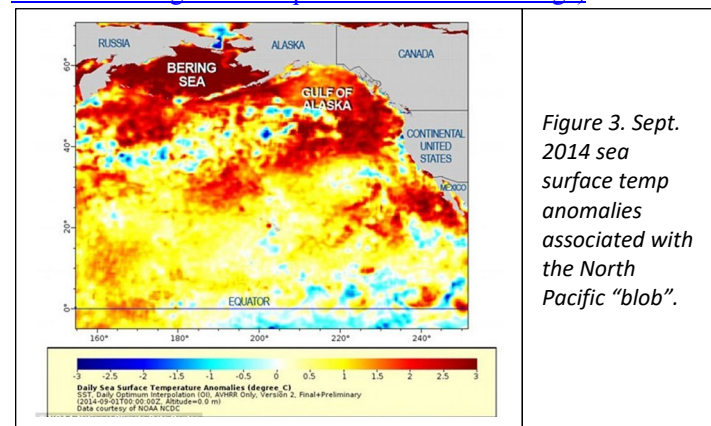 RUSSIA
ALASKA
CANADA
BERING
SEA
GULF OF
ALASKA
CONTINENTAL
UNITED
STATES
MEXICO
EQUATOR
60°
40°
20°
0°
160° 180° 200° 220° 240°
-3 -2.5 -2 -1.5 -1 -0.5 0 0.5 1 1.5 2 2.5 3
Daily Sea Surface Temperature Anomalies (degree_C)
SST, Daily Optimum Interpolation (OI), AVHRR Only, Version 2, Final+Preliminary
(2014-09-01T00:00:00Z, Altitude=0.0 m)
Data courtesy of NOAA NCDC
Figure 3. Sept.
2014 sea
surface temp
anomalies
associated with
the North
Pacific “blob”.